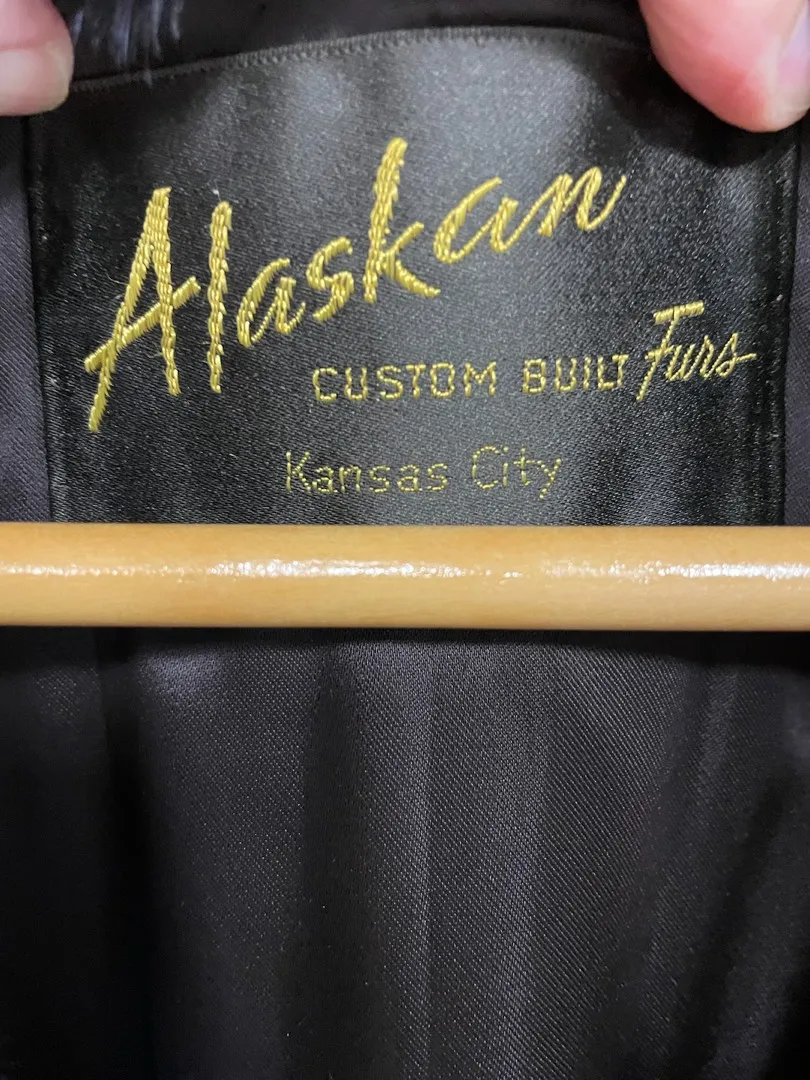 Alaskan
CUSTOM BUILT Furs
Kansas City